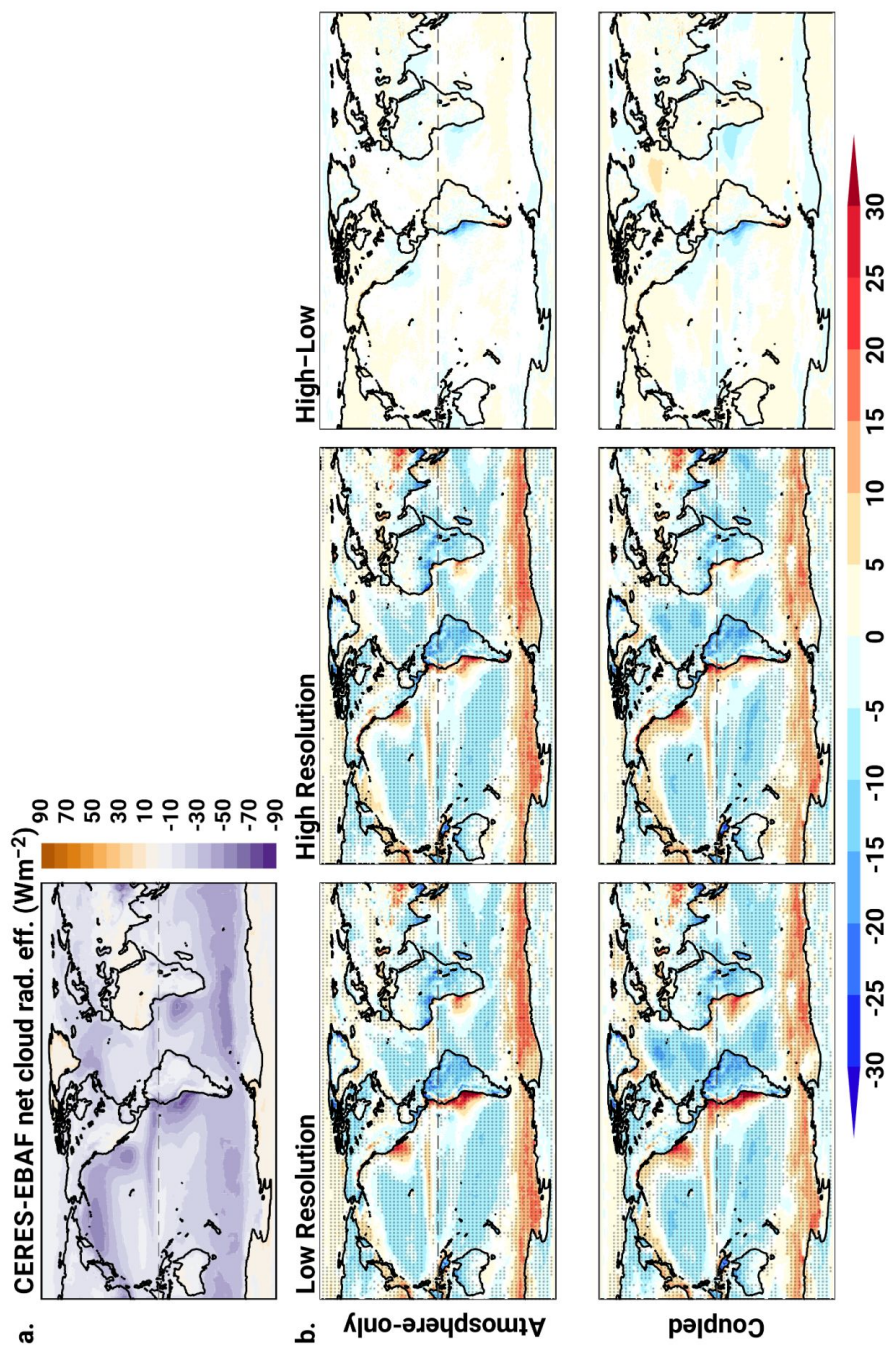 a.
CERES-EBAF net cloud rad. eff. (Wm⁻²)
90
70
50
30
10
-10
-30
-50
-70
-90
b.
Low Resolution
High Resolution
High−Low
Atmosphere-only
Coupled
-30
-25
-20
-15
-10
-5
0
5
10
15
20
25
30